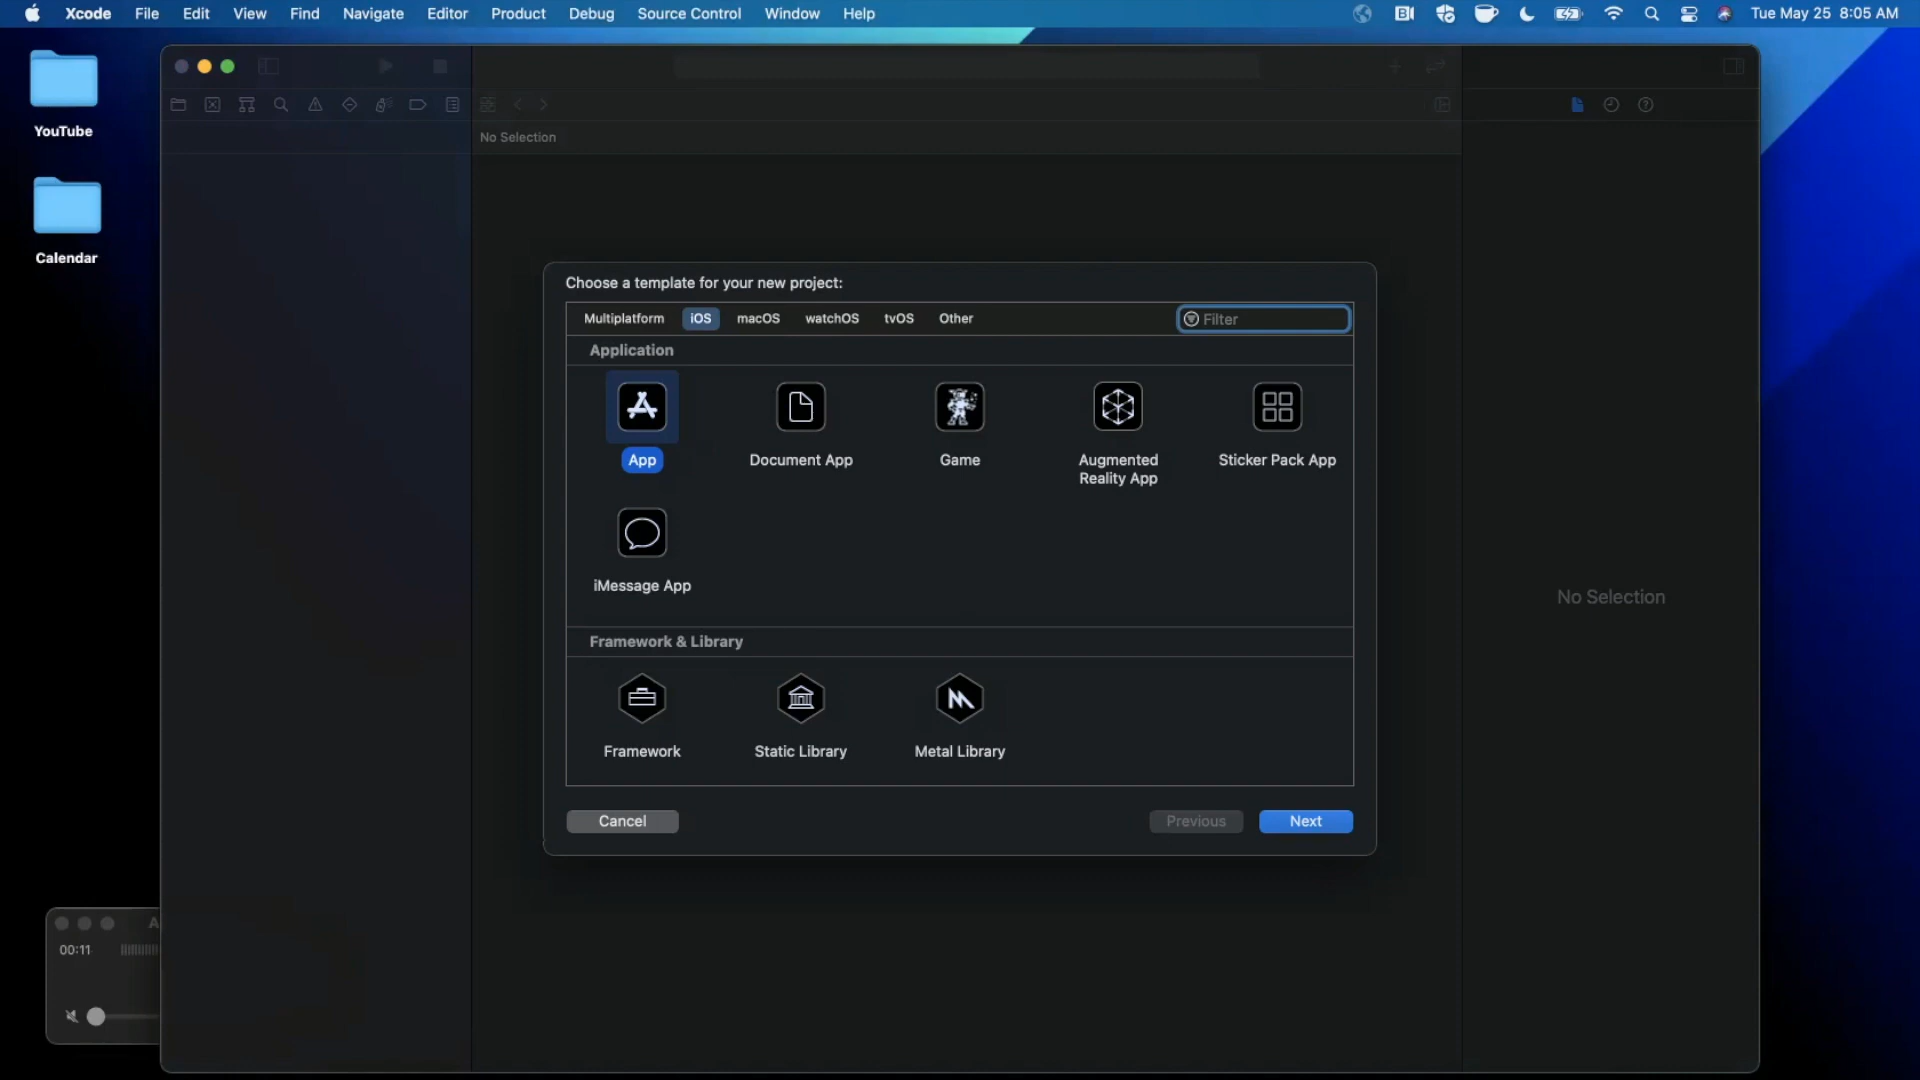 Xcode File Edit View Find Navigate Editor Product Debug Source Control Window Help
Tue May 25 8:05 AM
YouTube
Calendar
No Selection
Choose a template for your new project:
Multiplatform iOS macOS watchOS tvOS Other
Filter
Application
App
Document App
Game
Augmented
Reality App
Sticker Pack App
iMessage App
Framework & Library
Framework
Static Library
Metal Library
Cancel
Previous
Next
No Selection
A
00:11